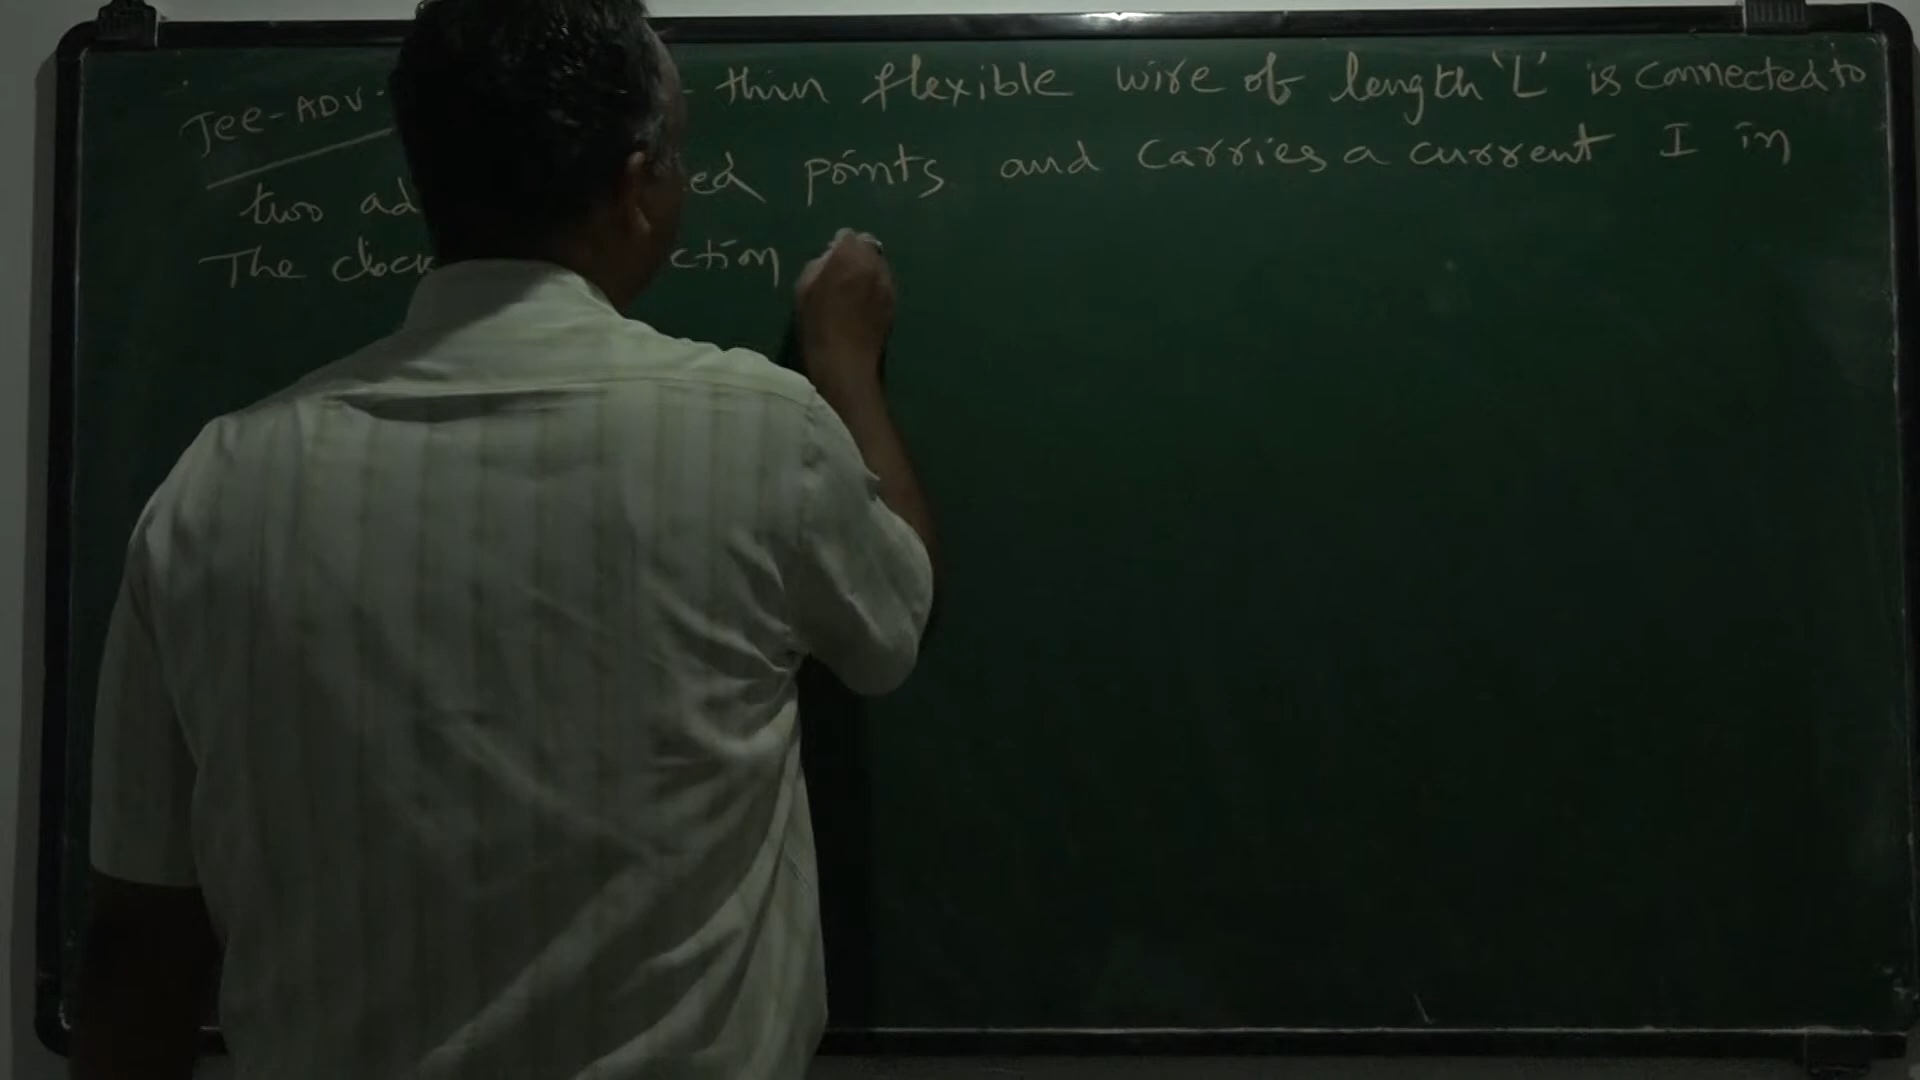 Jee-ADV. thin flexible wire of length 'L' is connected to
two ad ed points and carries a current I in
The clock ction